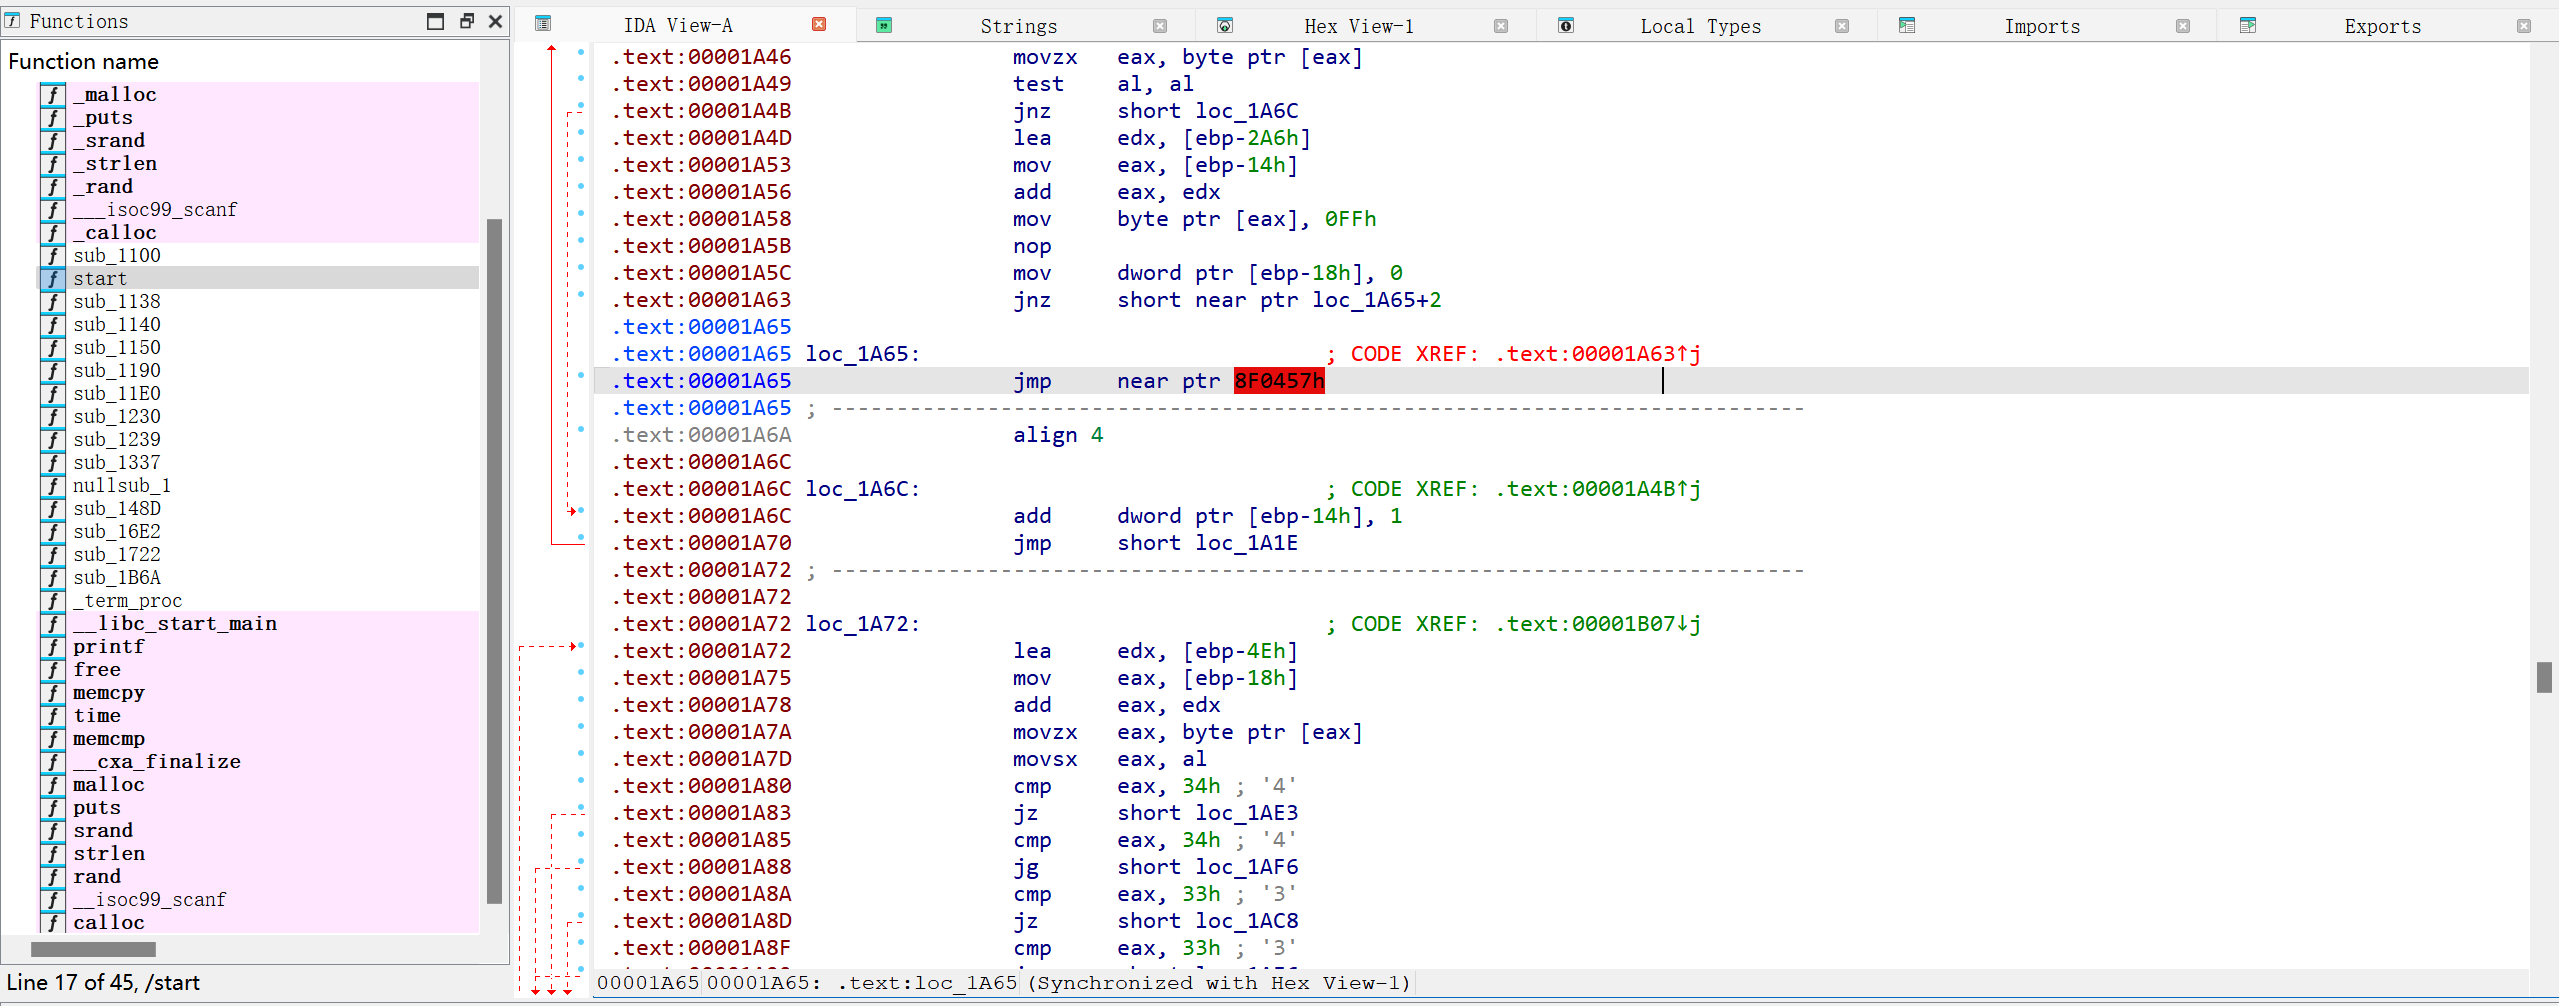 Functions
Function name
_malloc
_puts
_srand
_strlen
_rand
___isoc99_scanf
_calloc
sub_1100
start
sub_1138
sub_1140
sub_1150
sub_1190
sub_11E0
sub_1230
sub_1239
sub_1337
nullsub_1
sub_148D
sub_16E2
sub_1722
sub_1B6A
_term_proc
__libc_start_main
printf
free
memcpy
time
memcmp
__cxa_finalize
malloc
puts
srand
strlen
rand
__isoc99_scanf
calloc
Line 17 of 45, /start
IDA View-A Strings Hex View-1 Local Types Imports Exports
.text:00001A46 movzx eax, byte ptr [eax]
.text:00001A49 test al, al
.text:00001A4B jnz short loc_1A6C
.text:00001A4D lea edx, [ebp-2A6h]
.text:00001A53 mov eax, [ebp-14h]
.text:00001A56 add eax, edx
.text:00001A58 mov byte ptr [eax], 0FFh
.text:00001A5B nop
.text:00001A5C mov dword ptr [ebp-18h], 0
.text:00001A63 jnz short near ptr loc_1A65+2
.text:00001A65
.text:00001A65 loc_1A65: ; CODE XREF: .text:00001A63↑j
.text:00001A65 jmp near ptr 8F0457h
.text:00001A65 ; ---------------------------------------------------------------------------
.text:00001A6A align 4
.text:00001A6C
.text:00001A6C loc_1A6C: ; CODE XREF: .text:00001A4B↑j
.text:00001A6C add dword ptr [ebp-14h], 1
.text:00001A70 jmp short loc_1A1E
.text:00001A72 ; ---------------------------------------------------------------------------
.text:00001A72
.text:00001A72 loc_1A72: ; CODE XREF: .text:00001B07↓j
.text:00001A72 lea edx, [ebp-4Eh]
.text:00001A75 mov eax, [ebp-18h]
.text:00001A78 add eax, edx
.text:00001A7A movzx eax, byte ptr [eax]
.text:00001A7D movsx eax, al
.text:00001A80 cmp eax, 34h ; '4'
.text:00001A83 jz short loc_1AE3
.text:00001A85 cmp eax, 34h ; '4'
.text:00001A88 jg short loc_1AF6
.text:00001A8A cmp eax, 33h ; '3'
.text:00001A8D jz short loc_1AC8
.text:00001A8F cmp eax, 33h ; '3'
00001A65 00001A65: .text:loc_1A65 (Synchronized with Hex View-1)